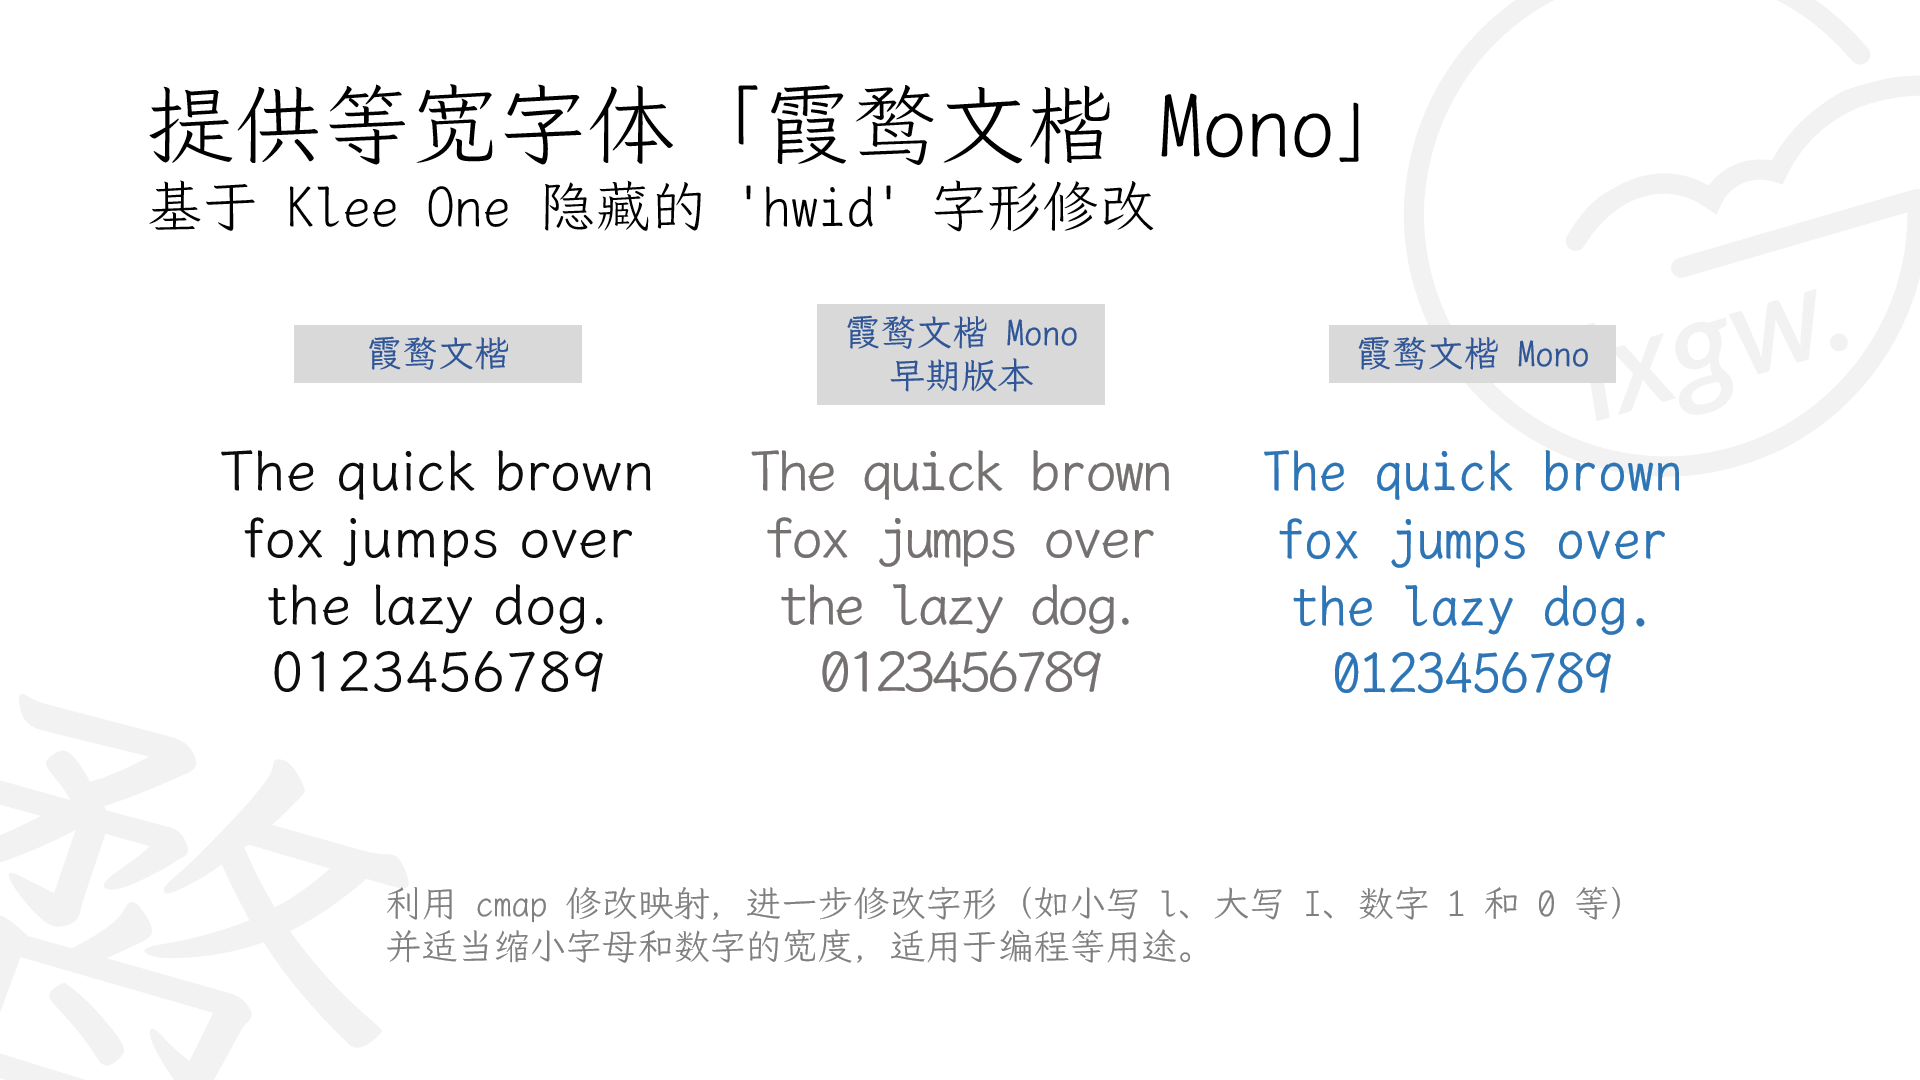 提供等宽字体「霞鹜文楷 Mono」
基于 Klee One 隐藏的 'hwid' 字形修改
霞鹜文楷
The quick brown
fox jumps over
the lazy dog.
0123456789
霞鹜文楷 Mono
早期版本
The quick brown
fox jumps over
the lazy dog.
0123456789
霞鹜文楷 Mono
The quick brown
fox jumps over
the lazy dog.
0123456789
利用 cmap 修改映射，进一步修改字形（如小写 l、大写 I、数字 1 和 0 等）
并适当缩小字母和数字的宽度，适用于编程等用途。
lxgw.
鹜